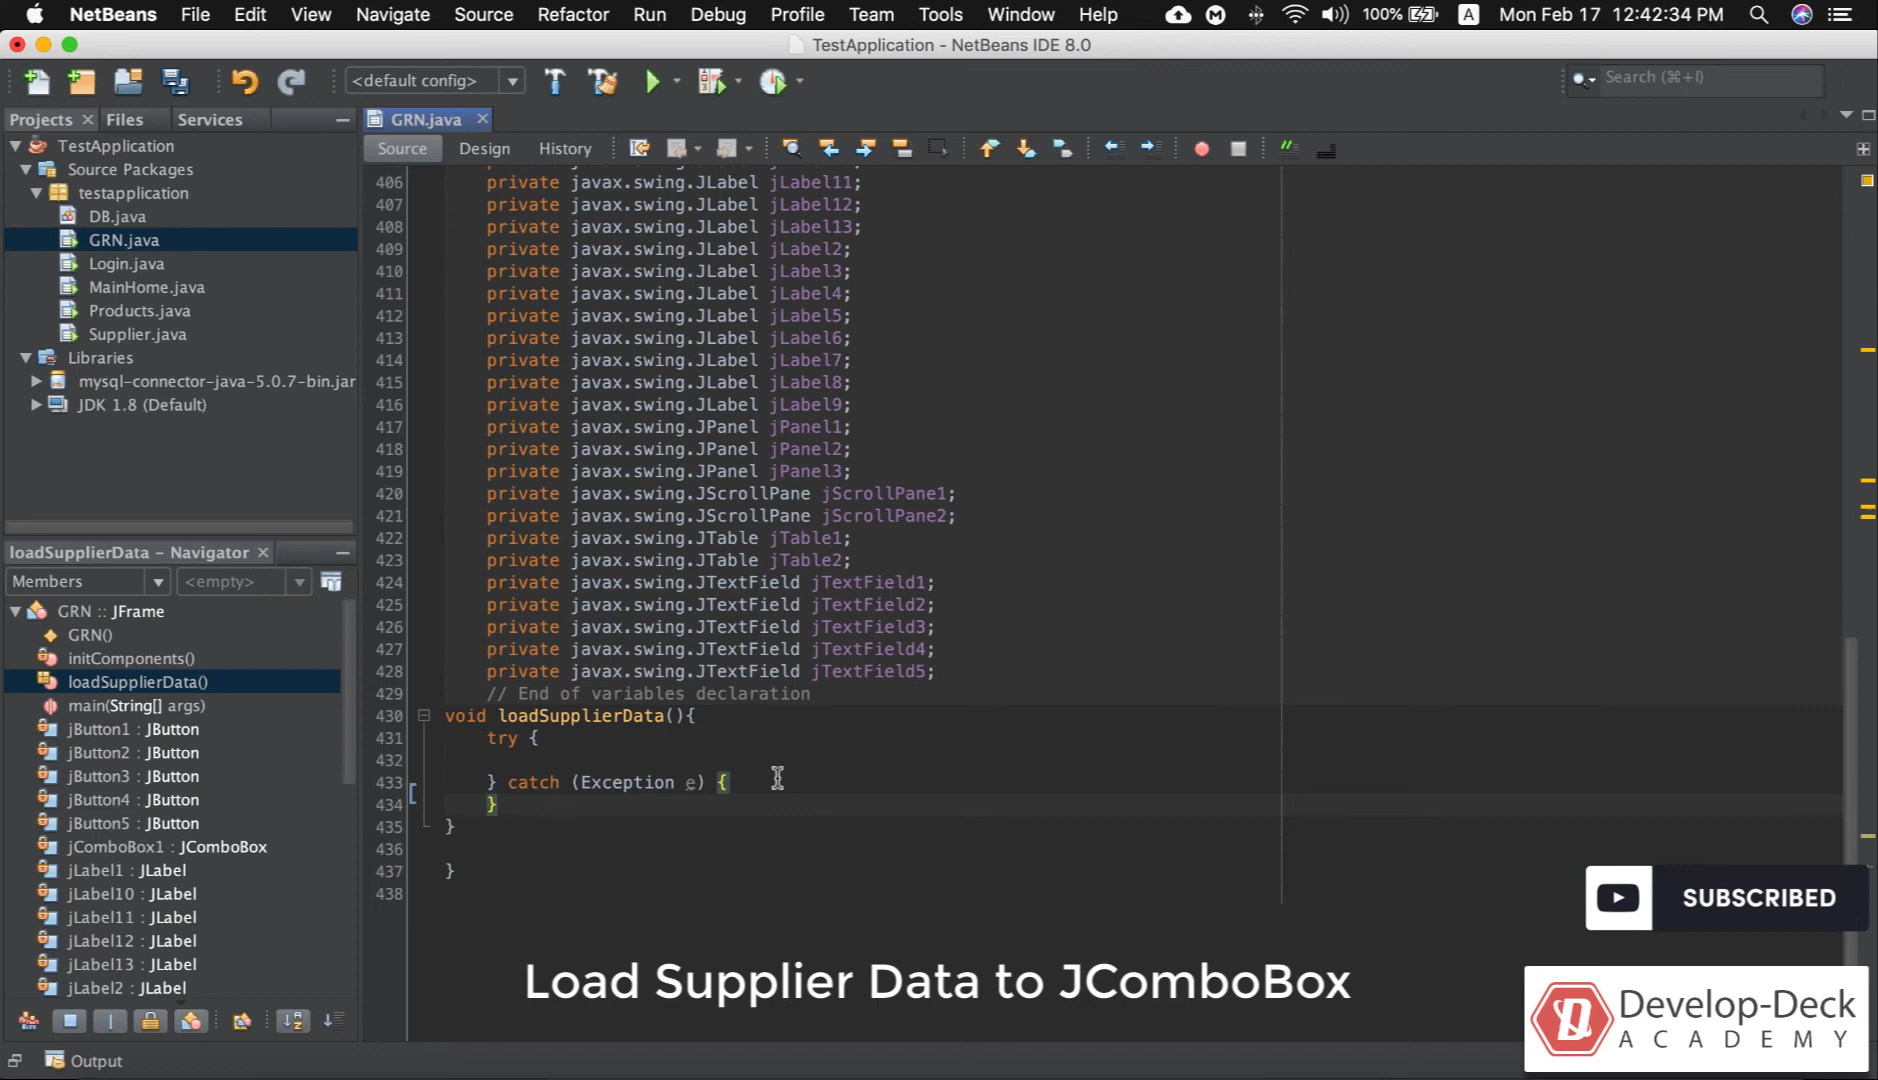 NetBeans File Edit View Navigate Source Refactor Run Debug Profile Team Tools Window Help 100% A Mon Feb 17 12:42:34 PM
TestApplication - NetBeans IDE 8.0
<default config> Search (⌘+I)
Projects Files Services
GRN.java
Source Design History
TestApplication
Source Packages
testapplication
DB.java
GRN.java
Login.java
MainHome.java
Products.java
Supplier.java
Libraries
mysql-connector-java-5.0.7-bin.jar
JDK 1.8 (Default)
loadSupplierData - Navigator
Members <empty>
GRN :: JFrame
GRN()
initComponents()
loadSupplierData()
main(String[] args)
jButton1 : JButton
jButton2 : JButton
jButton3 : JButton
jButton4 : JButton
jButton5 : JButton
jComboBox1 : JComboBox
jLabel1 : JLabel
jLabel10 : JLabel
jLabel11 : JLabel
jLabel12 : JLabel
jLabel13 : JLabel
jLabel2 : JLabel
406 private javax.swing.JLabel jLabel11;
407 private javax.swing.JLabel jLabel12;
408 private javax.swing.JLabel jLabel13;
409 private javax.swing.JLabel jLabel2;
410 private javax.swing.JLabel jLabel3;
411 private javax.swing.JLabel jLabel4;
412 private javax.swing.JLabel jLabel5;
413 private javax.swing.JLabel jLabel6;
414 private javax.swing.JLabel jLabel7;
415 private javax.swing.JLabel jLabel8;
416 private javax.swing.JLabel jLabel9;
417 private javax.swing.JPanel jPanel1;
418 private javax.swing.JPanel jPanel2;
419 private javax.swing.JPanel jPanel3;
420 private javax.swing.JScrollPane jScrollPane1;
421 private javax.swing.JScrollPane jScrollPane2;
422 private javax.swing.JTable jTable1;
423 private javax.swing.JTable jTable2;
424 private javax.swing.JTextField jTextField1;
425 private javax.swing.JTextField jTextField2;
426 private javax.swing.JTextField jTextField3;
427 private javax.swing.JTextField jTextField4;
428 private javax.swing.JTextField jTextField5;
429 // End of variables declaration
430 void loadSupplierData(){
431 try {
432
433 } catch (Exception e) {
434 }
435 }
436
437 }
438
SUBSCRIBED
Load Supplier Data to JComboBox
Develop-Deck
ACADEMY
Output